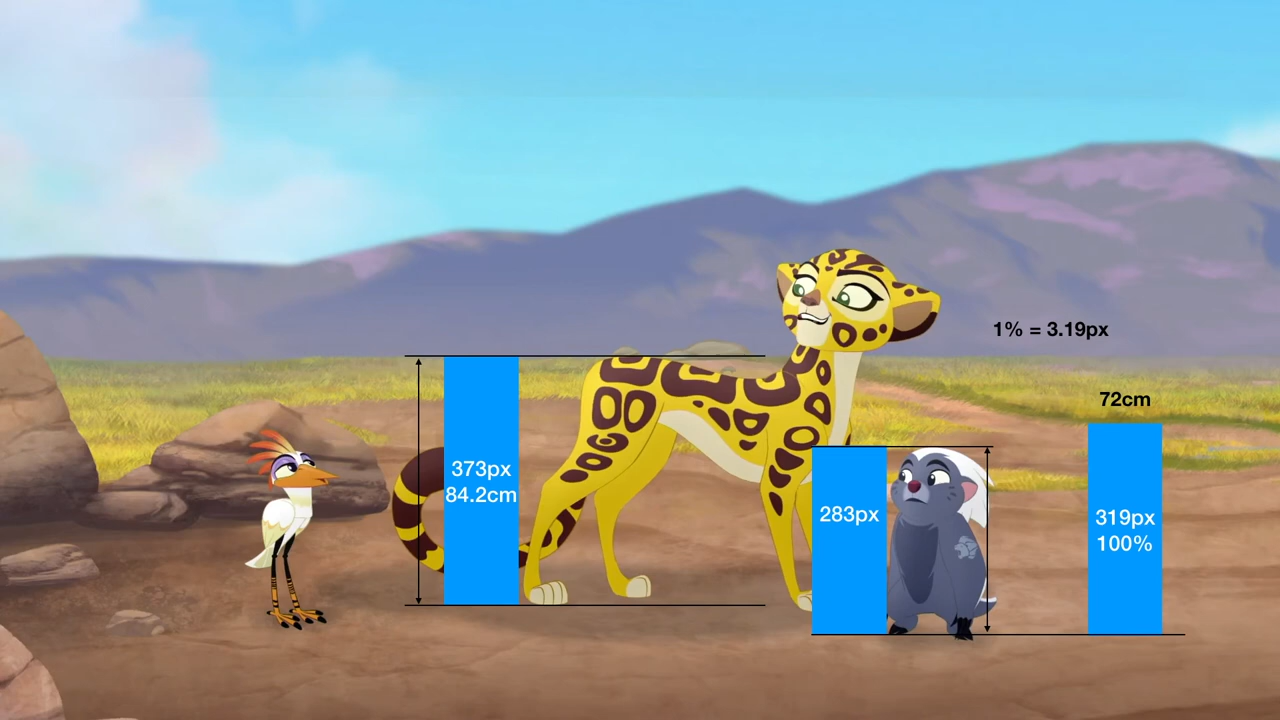 1% = 3.19px
72cm
373px
84.2cm
283px
319px
100%